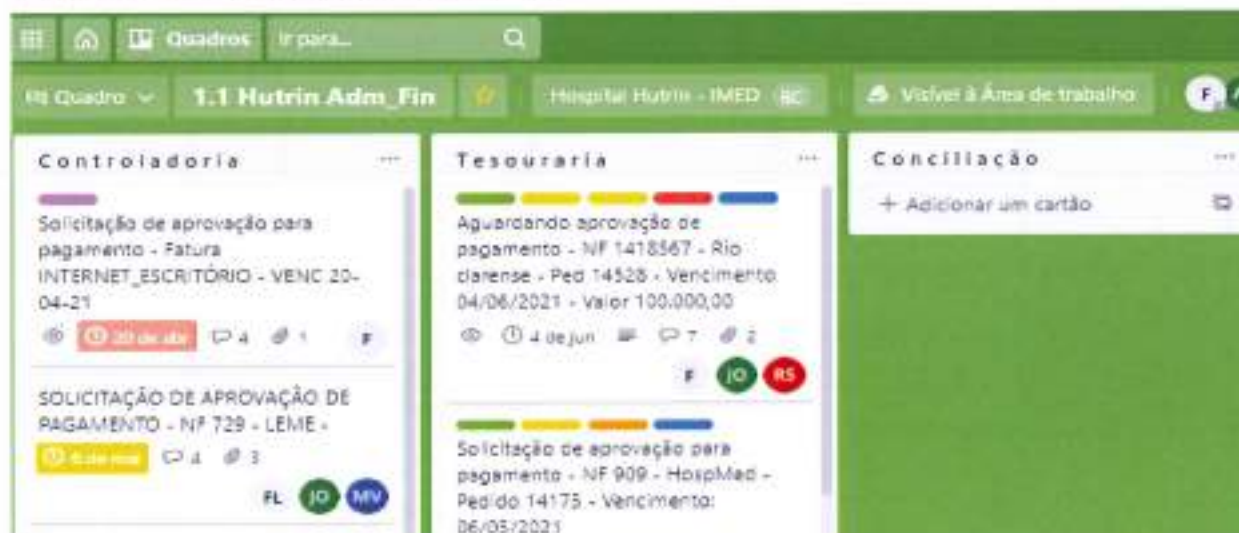 Quadros Ir para...
Quadro 1.1 Hutrin Adm_Fin Hospital Hutrin - IMED BC Visível à Área de trabalho F
Controladoria ...
Solicitação de aprovação para
pagamento - Fatura
INTERNET_ESCRITÓRIO - VENC 20-
04-21
20 de abr 4 1 F
SOLICITAÇÃO DE APROVAÇÃO DE
PAGAMENTO - NF 729 - LEME -
4 3
FL JO MV
Tesouraria ...
Aguardando aprovação de
pagamento - NF 1418567 - Rio
clarense - Ped 14528 - Vencimento
04/06/2021 - Valor 100.000,00
4 de jun 7 2
F JO RS
Solicitação de aprovação para
pagamento - NF 909 - HospMed -
Pedido 14175 - Vencimento:
06/05/2021
Conciliação ...
+ Adicionar um cartão